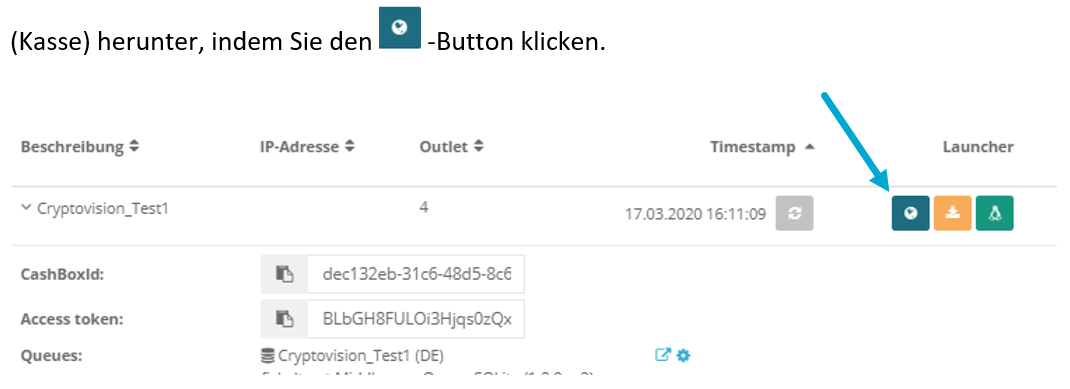 (Kasse) herunter, indem Sie den -Button klicken.
Beschreibung IP-Adresse Outlet Timestamp Launcher
Cryptovision_Test1 4 17.03.2020 16:11:09
CashBoxId: dec132eb-31c6-48d5-8c6
Access token: BLbGH8FULOi3Hjqs0zQx
Queues: Cryptovision_Test1 (DE)